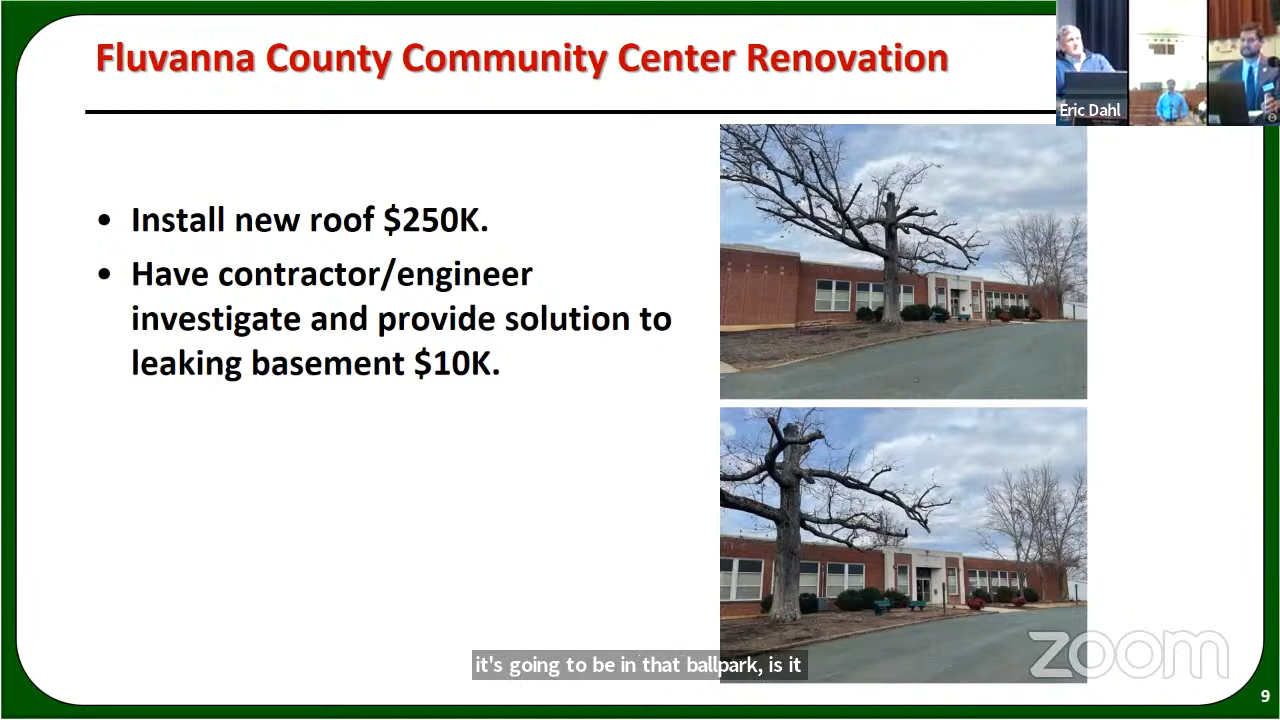 Fluvanna County Community Center Renovation
Eric Dahl
• Install new roof $250K.
• Have contractor/engineer
investigate and provide solution to
leaking basement $10K.
it's going to be in that ballpark, is it
zoom
9